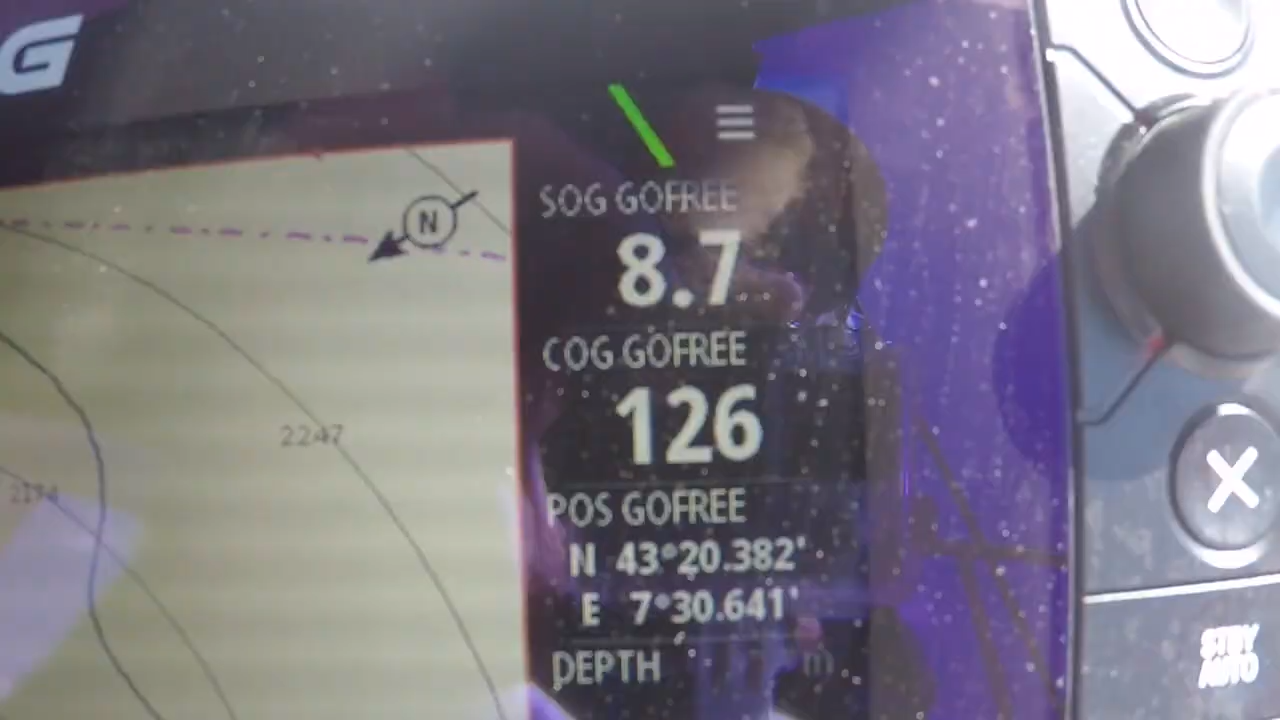 G
N
SOG GOFREE
8.7
COG GOFREE
126
2247
2174
POS GOFREE
N 43°20.382'
E 7°30.641'
DEPTH m
STBY
AUTO